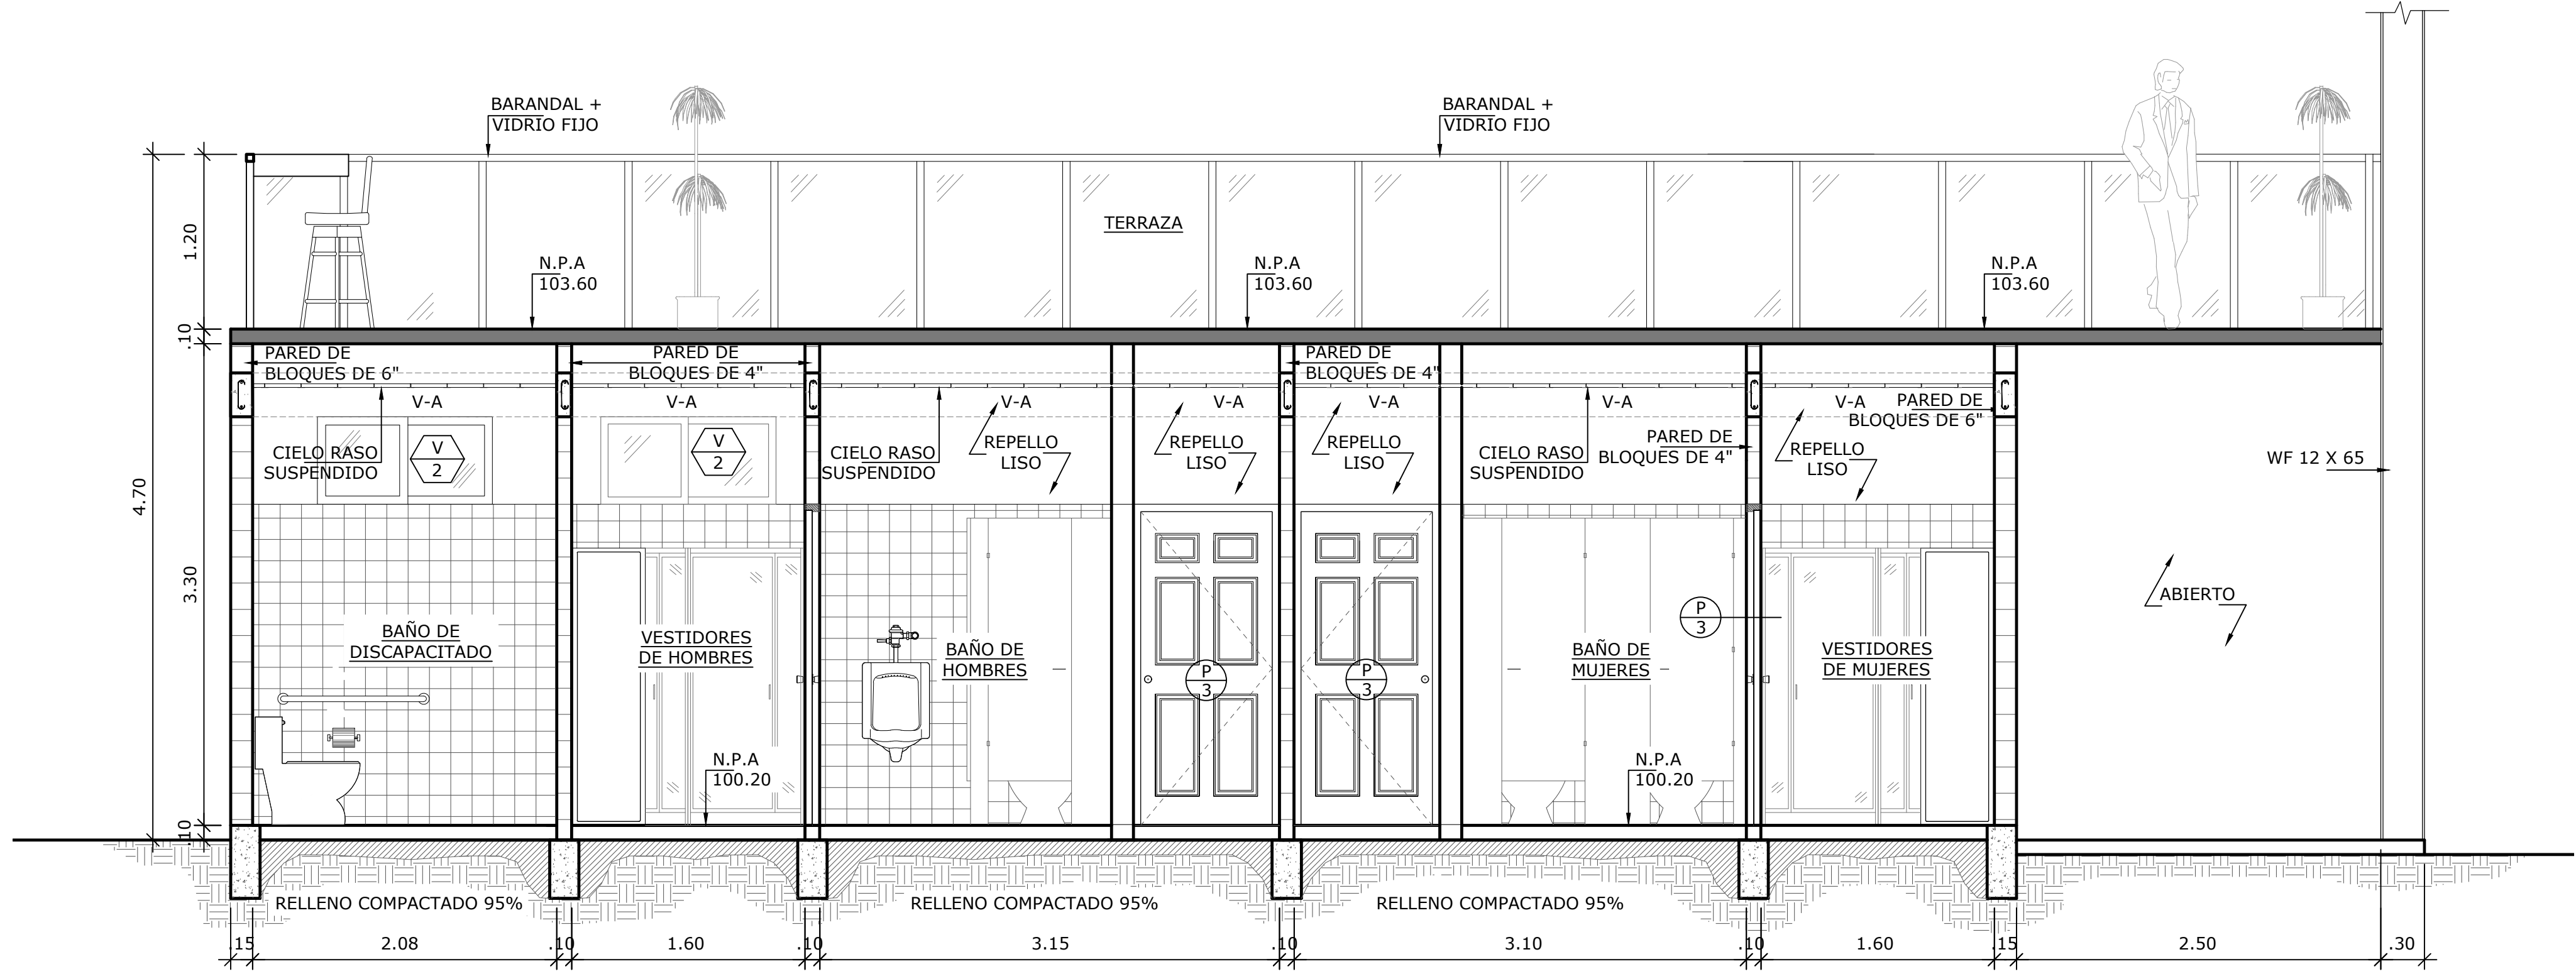 BARANDAL +
VIDRIO FIJO
BARANDAL +
VIDRIO FIJO
TERRAZA
1.20
N.P.A
103.60
N.P.A
103.60
N.P.A
103.60
.10
PARED DE
BLOQUES DE 6"
PARED DE
BLOQUES DE 4"
PARED DE
BLOQUES DE 4"
V-A
V-A
V-A
V-A
V-A
V-A
V-A
PARED DE
BLOQUES DE 6"
CIELO RASO
SUSPENDIDO
V
2
V
2
CIELO RASO
SUSPENDIDO
REPELLO
LISO
REPELLO
LISO
REPELLO
LISO
CIELO RASO
SUSPENDIDO
PARED DE
BLOQUES DE 4"
REPELLO
LISO
WF 12 X 65
4.70
3.30
ABIERTO
BAÑO DE
DISCAPACITADO
VESTIDORES
DE HOMBRES
BAÑO DE
HOMBRES
P
3
P
3
BAÑO DE
MUJERES
P
3
VESTIDORES
DE MUJERES
N.P.A
100.20
N.P.A
100.20
.10
RELLENO COMPACTADO 95%
RELLENO COMPACTADO 95%
RELLENO COMPACTADO 95%
.15
2.08
.10
1.60
.10
3.15
.10
3.10
.10
1.60
.15
2.50
.30